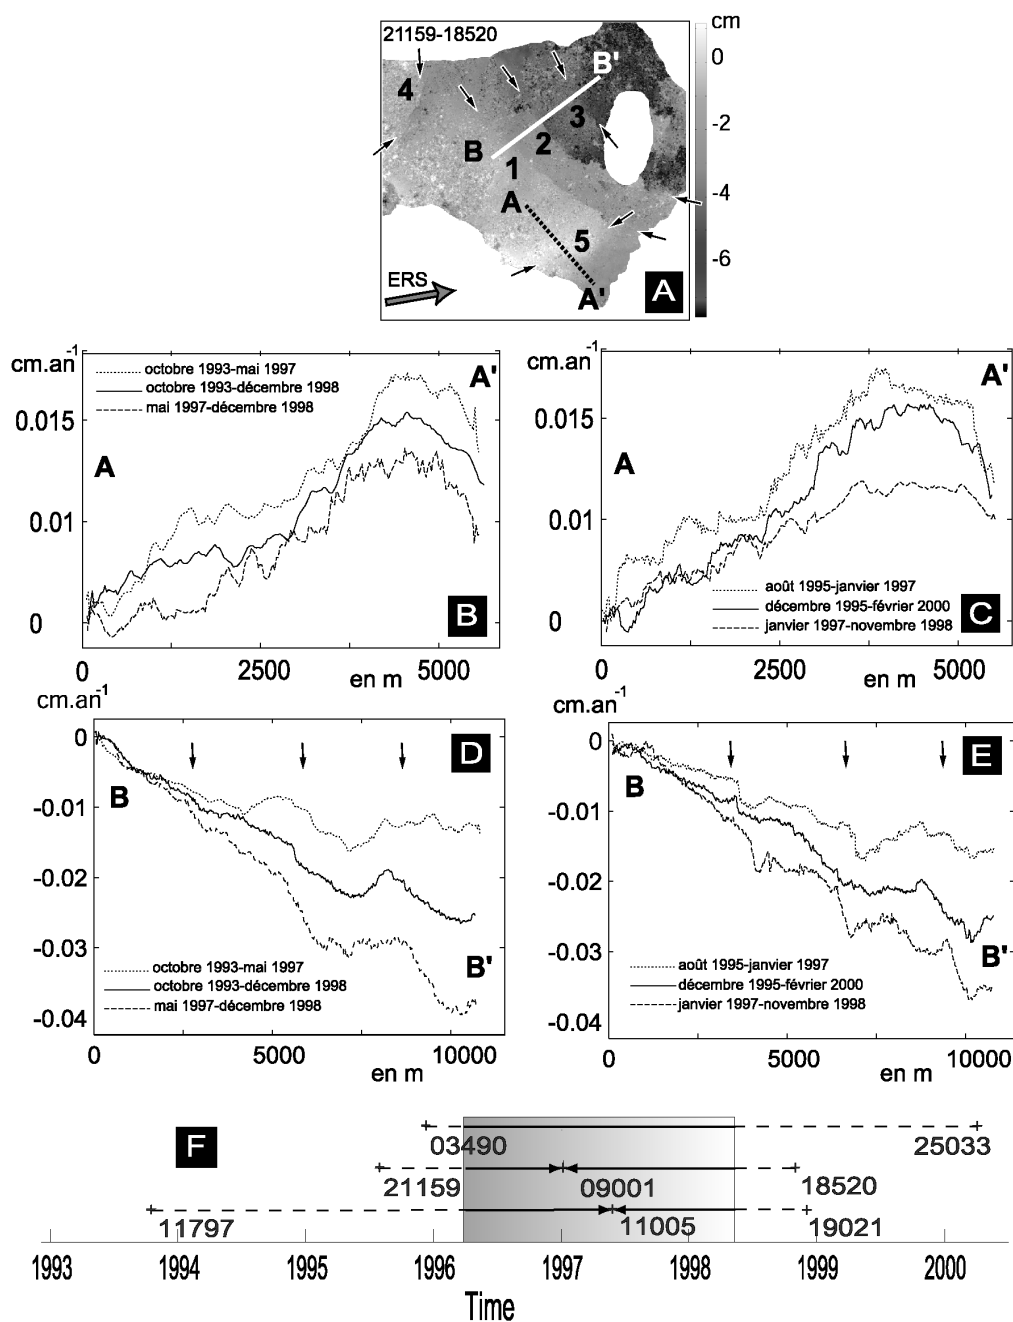 21159-18520
cm
0
-2
-4
-6
4
B'
3
B
2
1
A
5
A'
ERS
A
cm.an-1
octobre 1993-mai 1997
octobre 1993-décembre 1998
mai 1997-décembre 1998
A'
0.015
A
0.01
0
B
0
2500
5000
en m
cm.an-1
A'
0.015
A
0.01
août 1995-janvier 1997
décembre 1995-février 2000
janvier 1997-novembre 1998
0
C
0
2500
5000
en m
cm.an-1
0
D
B
-0.01
-0.02
-0.03
B'
octobre 1993-mai 1997
octobre 1993-décembre 1998
mai 1997-décembre 1998
-0.04
0
5000
10000
en m
cm.an-1
0
E
B
-0.01
-0.02
-0.03
B'
août 1995-janvier 1997
décembre 1995-février 2000
janvier 1997-novembre 1998
-0.04
0
5000
10000
en m
F
03490
25033
21159
09001
18520
11797
11005
19021
1993 1994 1995 1996 1997 1998 1999 2000
Time